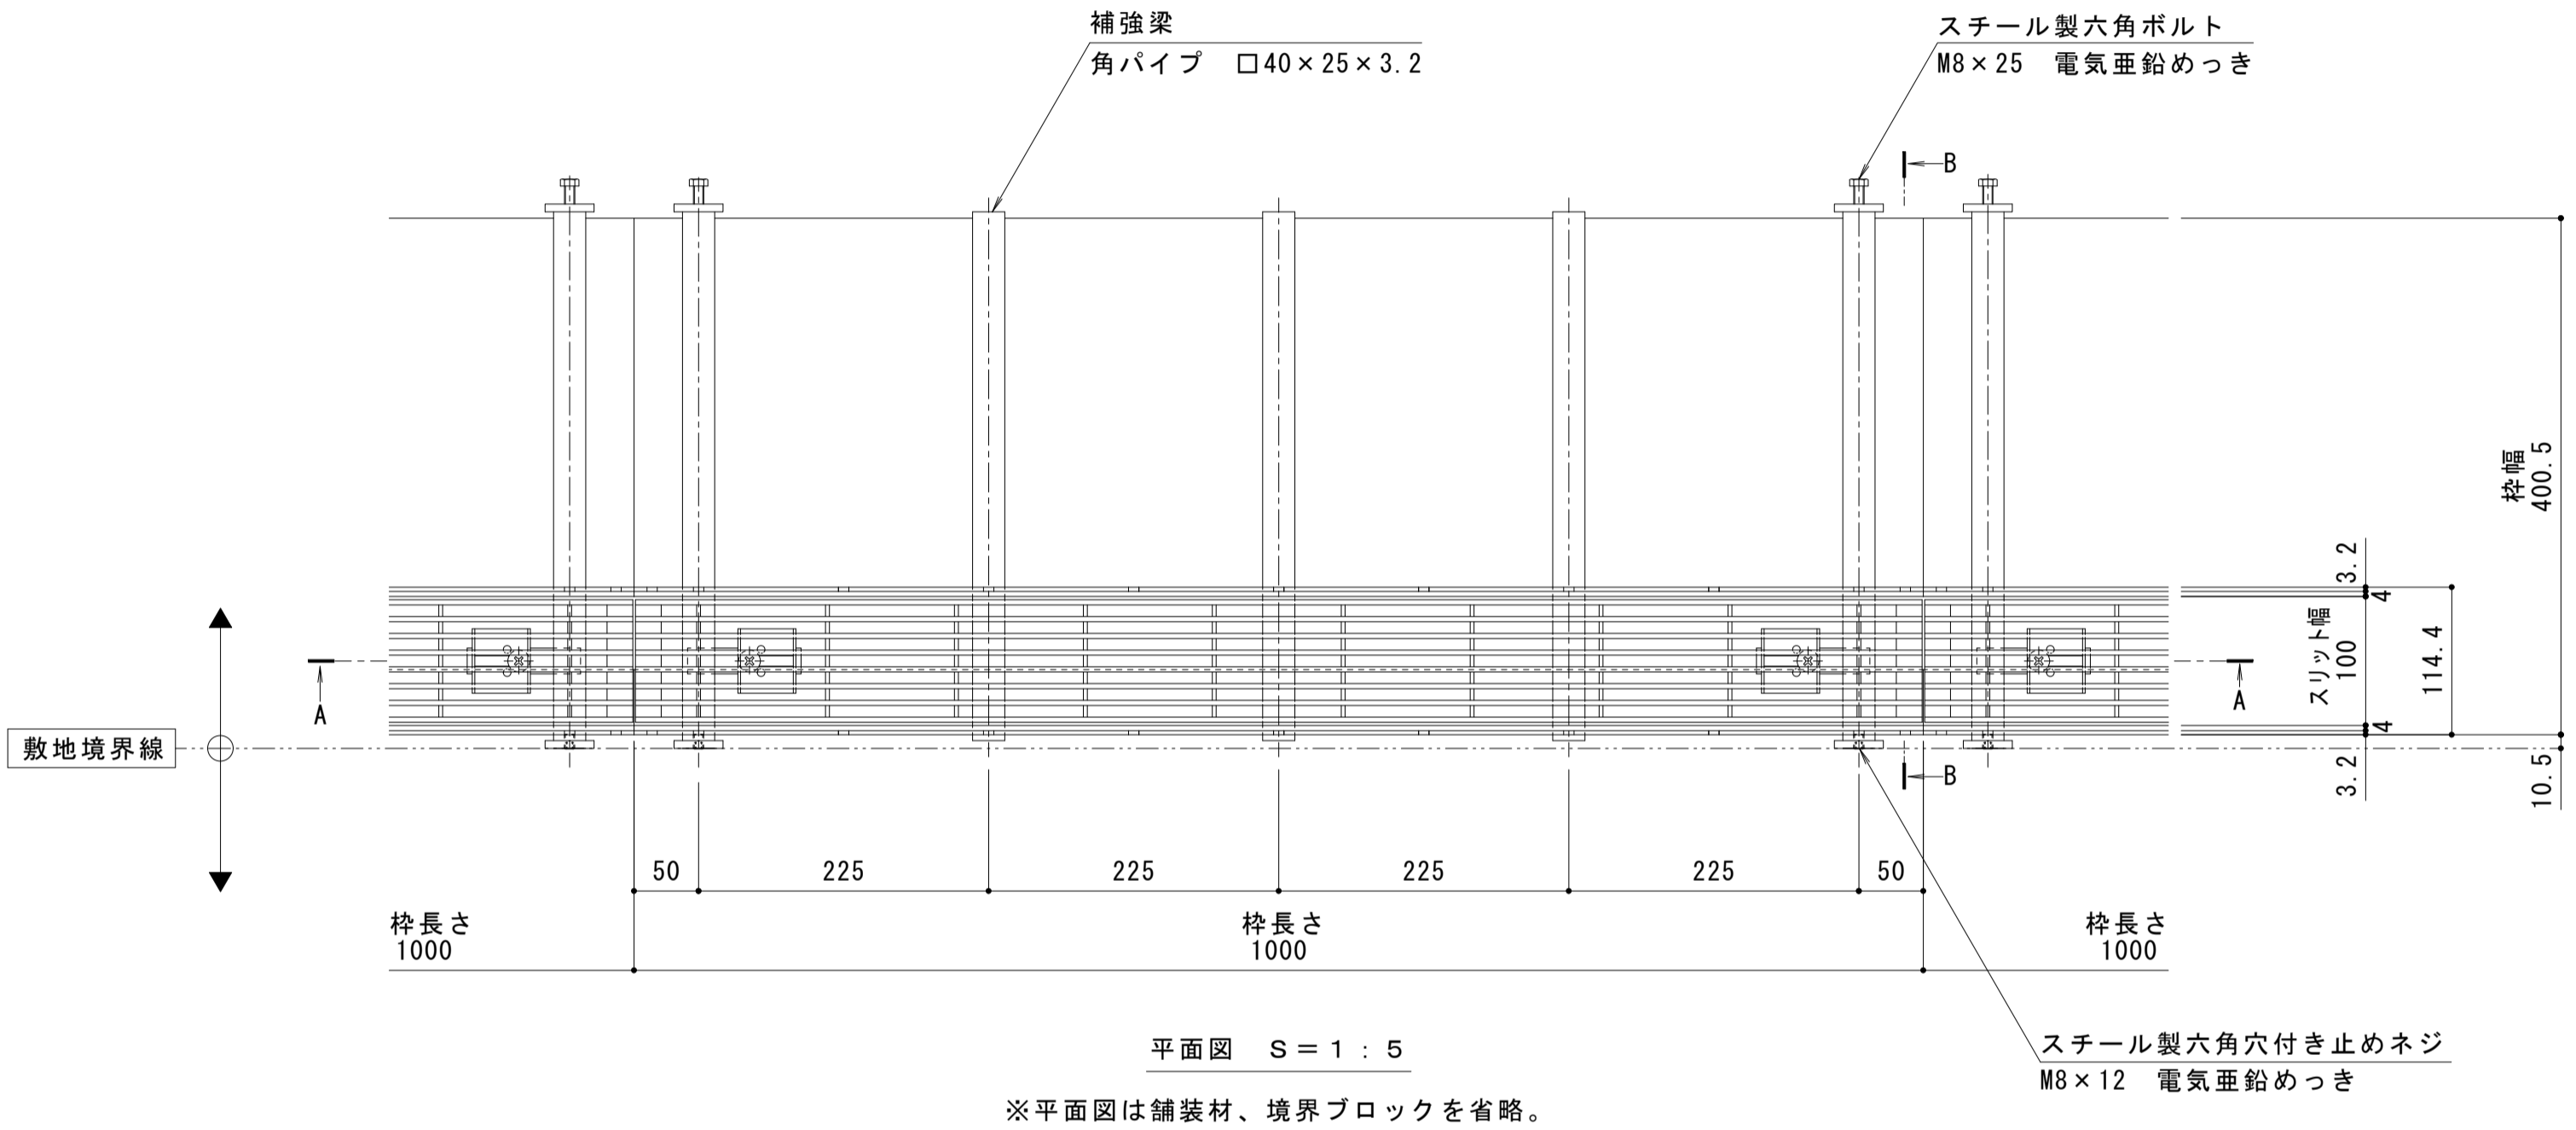 補強梁
角パイプ　□40×25×3.2
スチール製六角ボルト
M8×25　電気亜鉛めっき
B
枠幅
400.5
3.2
4
スリット幅
100
114.4
4
3.2
10.5
A
A
敷地境界線
B
50
225
225
225
225
50
枠長さ
1000
枠長さ
1000
枠長さ
1000
平面図　S=1:5
※平面図は舗装材、境界ブロックを省略。
スチール製六角穴付き止めネジ
M8×12　電気亜鉛めっき